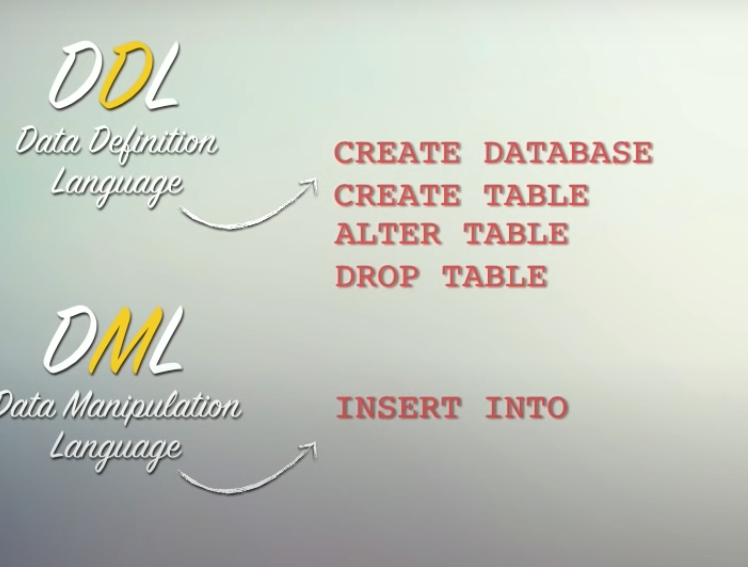 DDL
Data Definition
Language
CREATE DATABASE
CREATE TABLE
ALTER TABLE
DROP TABLE
DML
Data Manipulation
Language
INSERT INTO